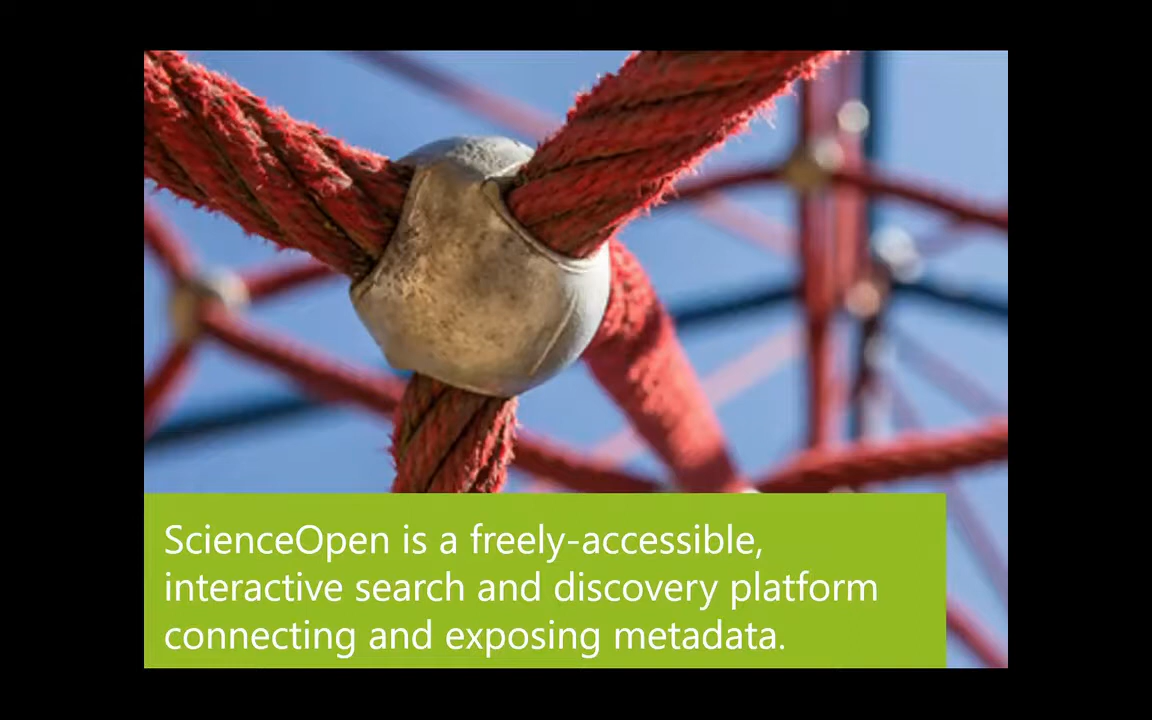 ScienceOpen is a freely-accessible,
interactive search and discovery platform
connecting and exposing metadata.